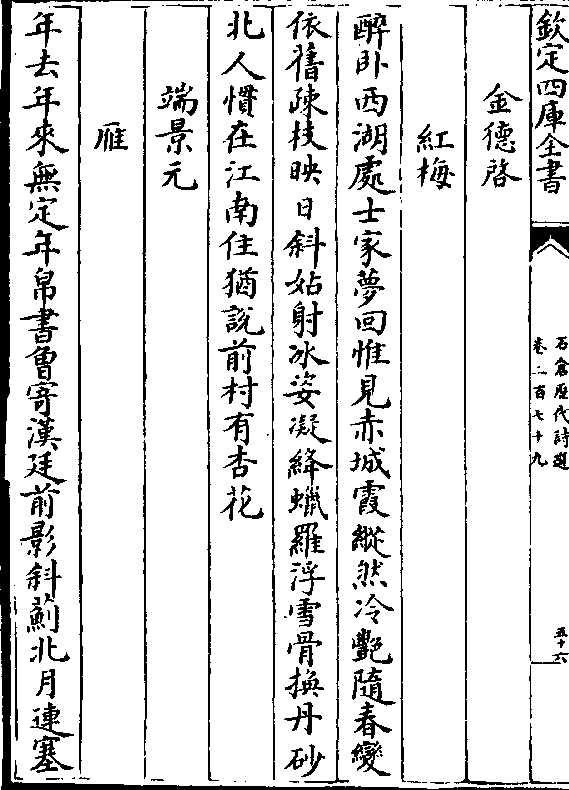 欽定四庫全書
石倉歷代詩選
卷二百七十九
五十六
金德啓
紅梅
醉卧西湖處士家夢回惟見赤城霞縱然冷艷隨春變
依舊疎枝映日斜姑射冰姿凝絳蠟羅浮雪骨換丹砂
北人慣在江南住猶說前村有杏花
端景元
雁
年去年來無定年帛書曽寄漢廷前影斜薊北月連塞